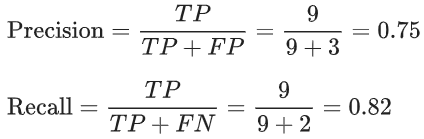 Precision = TP / (TP + FP) = 9 / (9 + 3) = 0.75
Recall = TP / (TP + FN) = 9 / (9 + 2) = 0.82